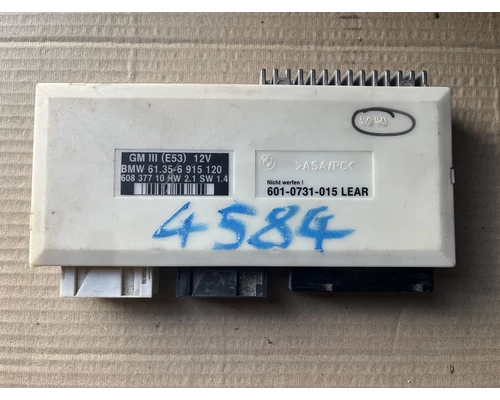 GM III (E53) 12V
BMW 61.35-6 915 120
608 377 10 HW 2.1 SW 1.4
>ASA/PC<
Nicht werfen !
601-0731-015 LEAR
4584